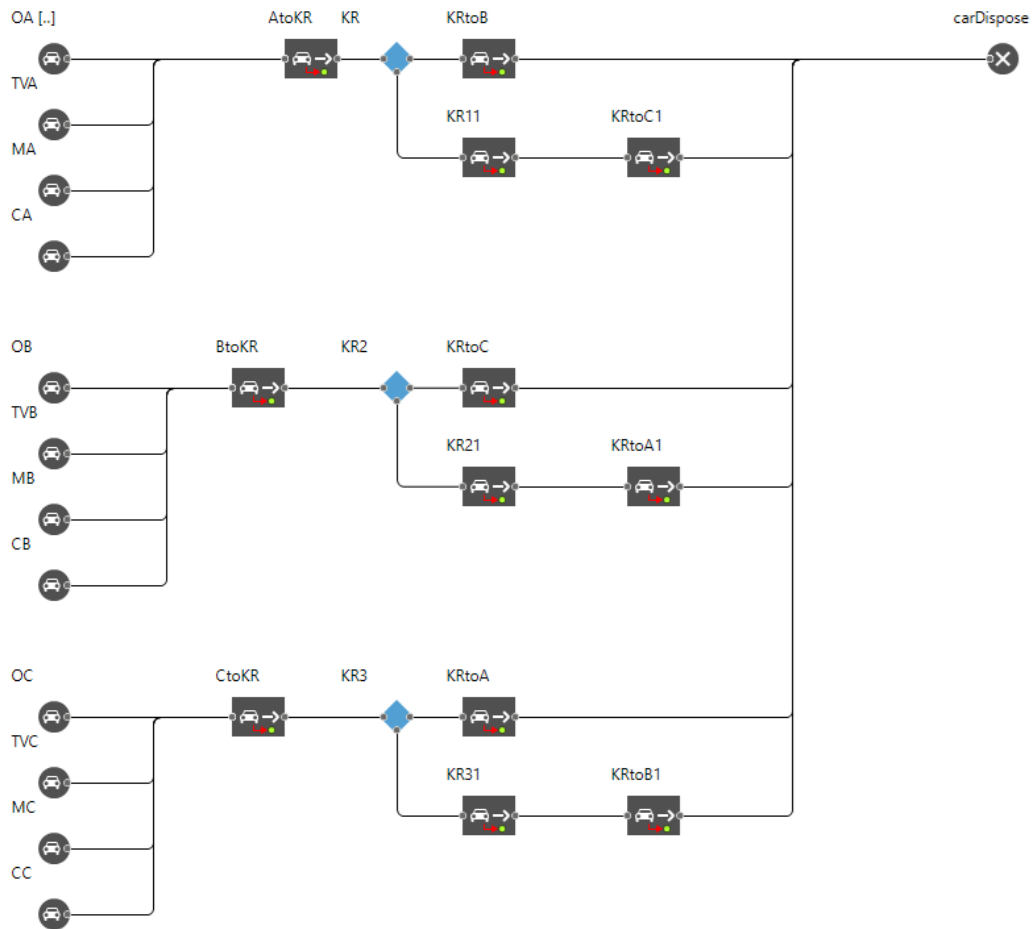 OA [..]
AtoKR
KR
KRtoB
carDispose
TVA
KR11
KRtoC1
MA
CA
OB
BtoKR
KR2
KRtoC
TVB
KR21
KRtoA1
MB
CB
OC
CtoKR
KR3
KRtoA
TVC
KR31
KRtoB1
MC
CC